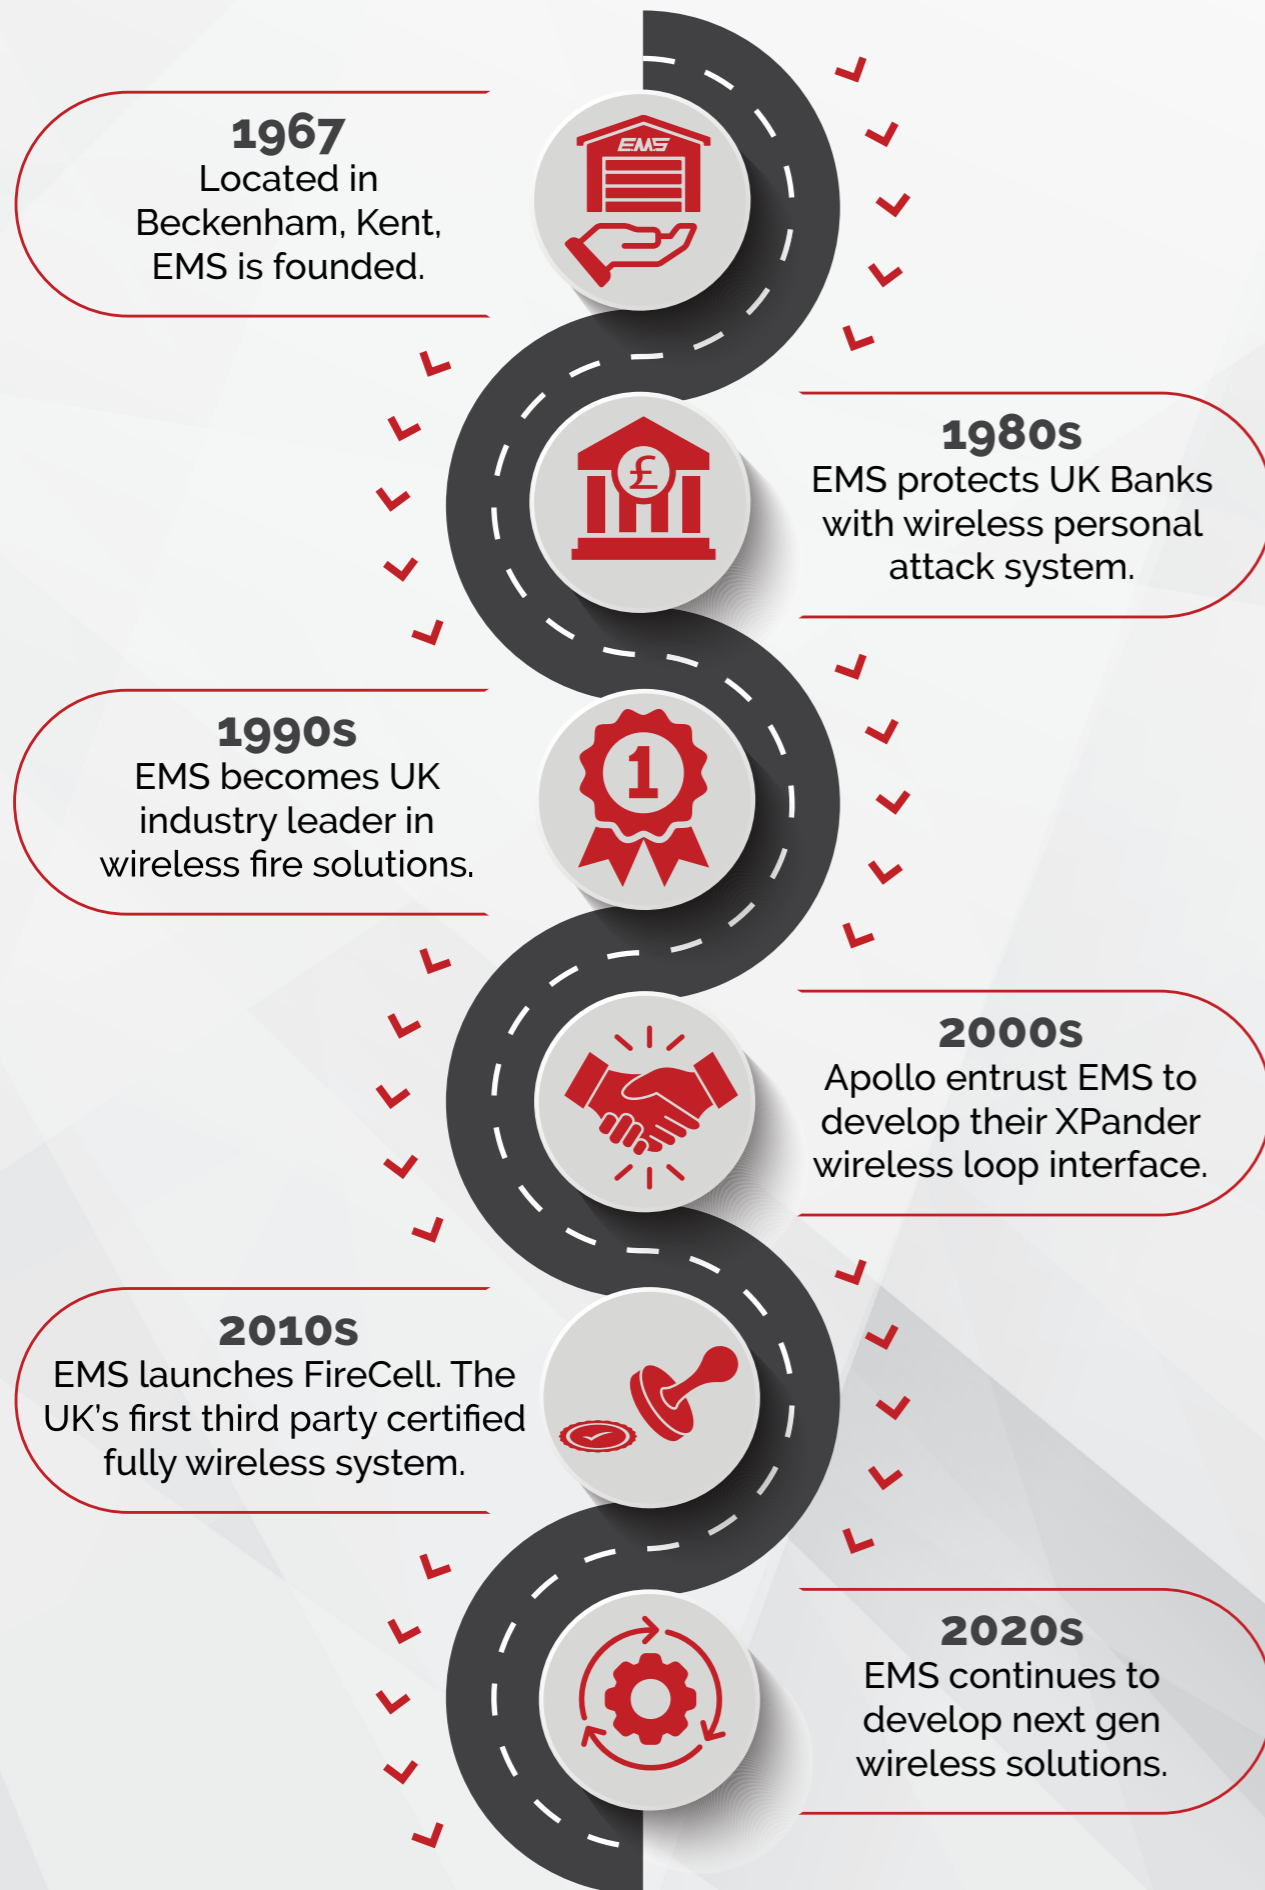 1967
Located in
Beckenham, Kent,
EMS is founded.
EMS
£
1980s
EMS protects UK Banks
with wireless personal
attack system.
1990s
EMS becomes UK
industry leader in
wireless fire solutions.
1
2000s
Apollo entrust EMS to
develop their XPander
wireless loop interface.
2010s
EMS launches FireCell. The
UK's first third party certified
fully wireless system.
2020s
EMS continues to
develop next gen
wireless solutions.